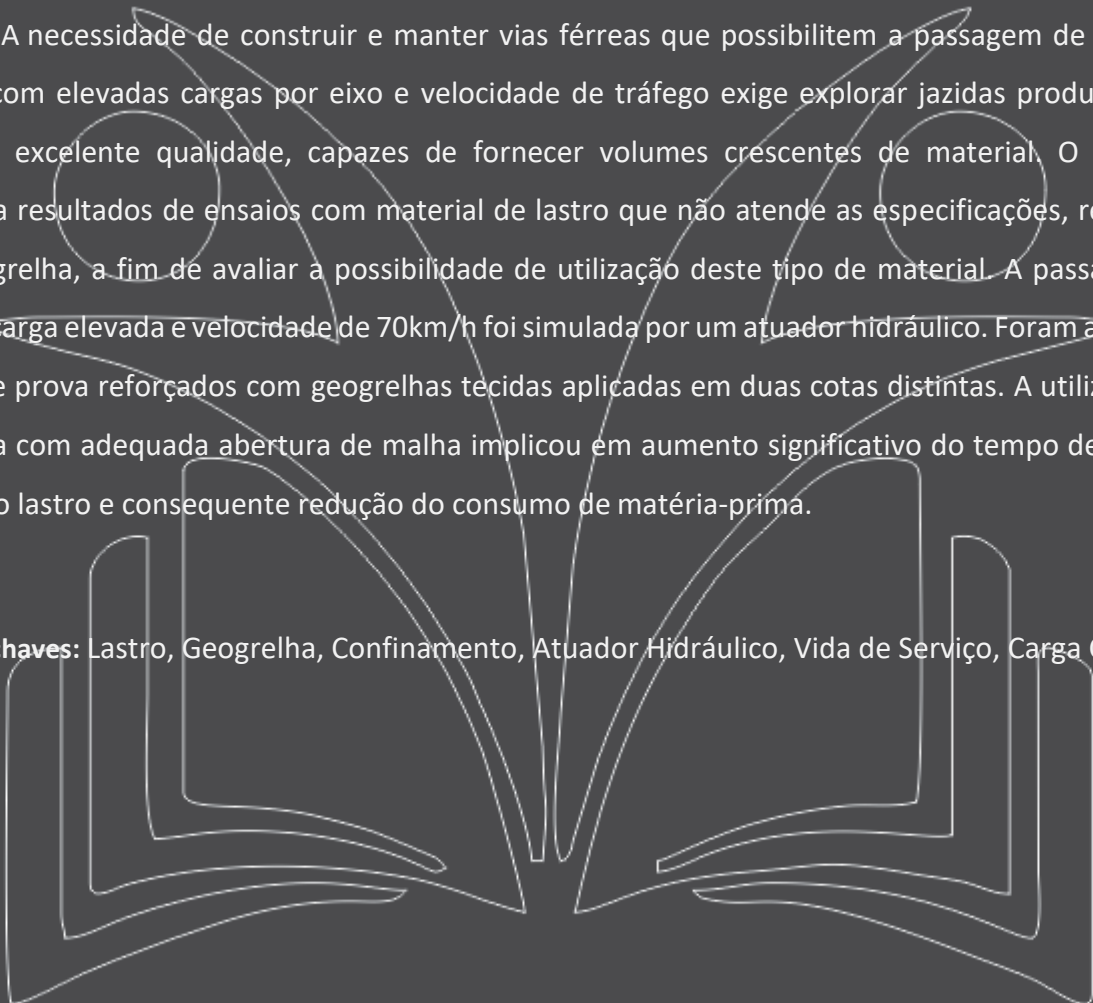 A necessidade de construir e manter vias férreas que possibilitem a passagem de
com elevadas cargas por eixo e velocidade de tráfego exige explorar jazidas produ
excelente qualidade, capazes de fornecer volumes crescentes de material. O
a resultados de ensaios com material de lastro que não atende as especificações, r
grelha, a fim de avaliar a possibilidade de utilização deste tipo de material. A passa
carga elevada e velocidade de 70km/h foi simulada por um atuador hidráulico. Foram a
e prova reforçados com geogrelhas tecidas aplicadas em duas cotas distintas. A utiliz
a com adequada abertura de malha implicou em aumento significativo do tempo de
o lastro e consequente redução do consumo de matéria-prima.
haves: Lastro, Geogrelha, Confinamento, Atuador Hidráulico, Vida de Serviço, Carga